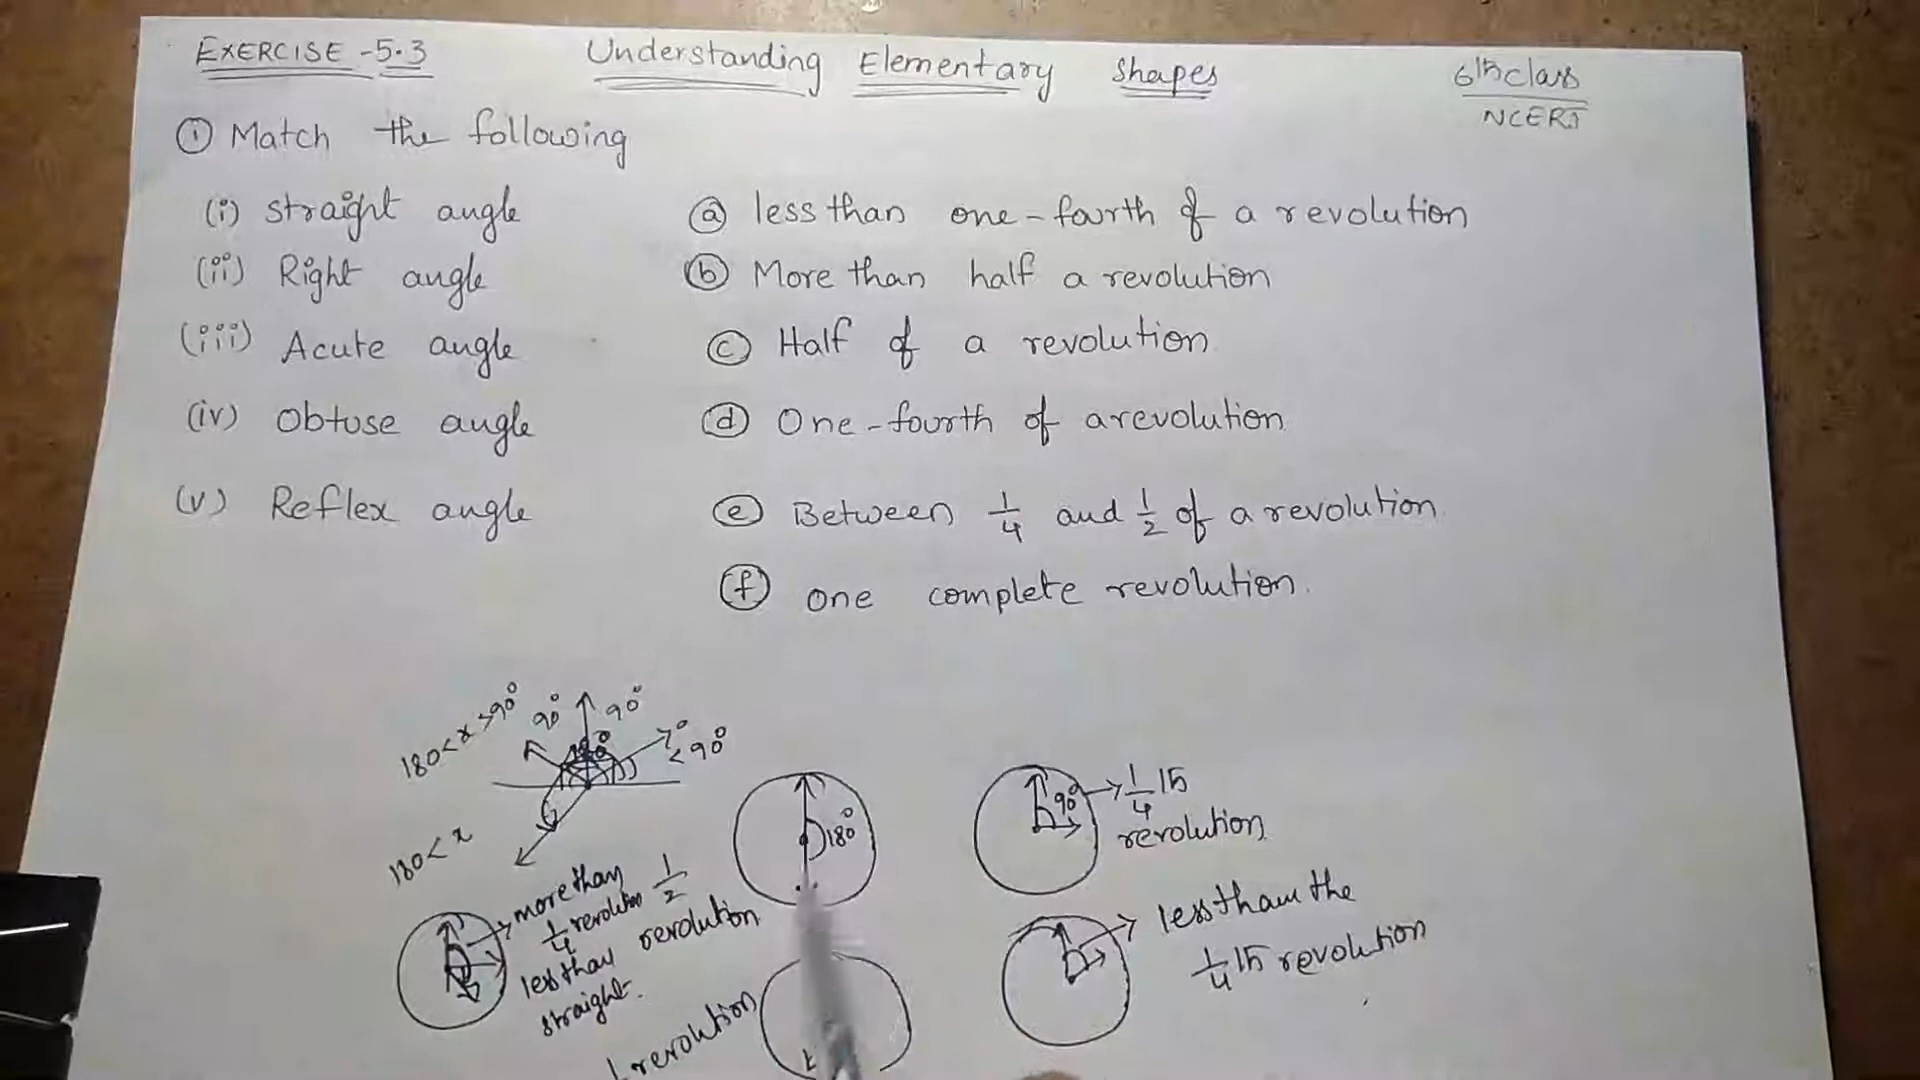 EXERCISE -5.3 Understanding Elementary Shapes 6th class
NCERT
① Match the following
(i) straight angle ⓐ less than one-fourth of a revolution
(ii) Right angle ⓑ More than half a revolution
(iii) Acute angle ⓒ Half of a revolution
(iv) Obtuse angle ⓓ One-fourth of a revolution
(v) Reflex angle ⓔ Between 1/4 and 1/2 of a revolution
ⓕ one complete revolution.
180<x>90°
90° 90°
<90°
180<x
180°
90° 1/4 th
revolution
more than
1/4 revolution 1/2
less than revolution
straight.
less than the
1/4 th revolution
revolution